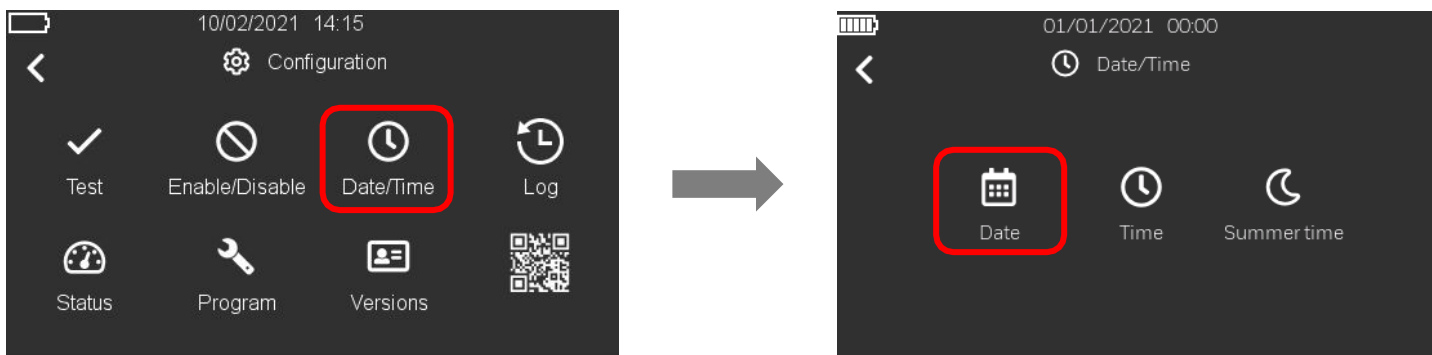 10/02/2021 14:15
Configuration
Test Enable/Disable Date/Time Log
Status Program Versions
01/01/2021 00:00
Date/Time
Date Time Summer time